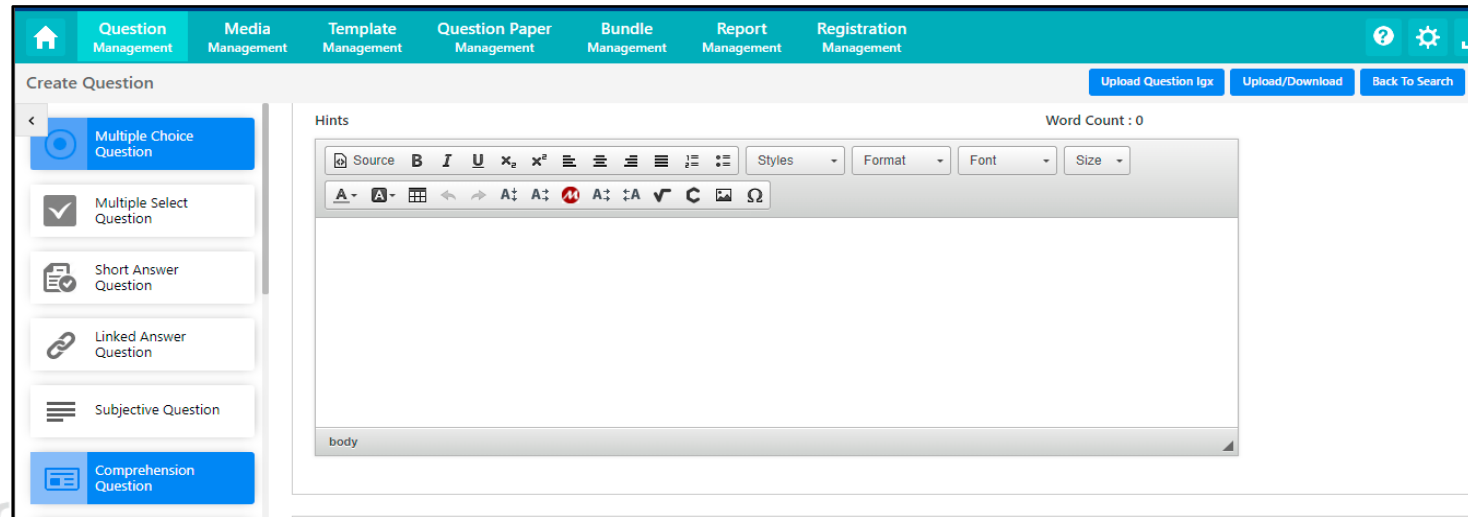 Question Management
Media Management
Template Management
Question Paper Management
Bundle Management
Report Management
Registration Management
Create Question
Upload Question Igx
Upload/Download
Back To Search
Multiple Choice
Question
Multiple Select
Question
Short Answer
Question
Linked Answer
Question
Subjective Question
Comprehension
Question
Hints
Word Count : 0
Source
Styles
Format
Font
Size
body